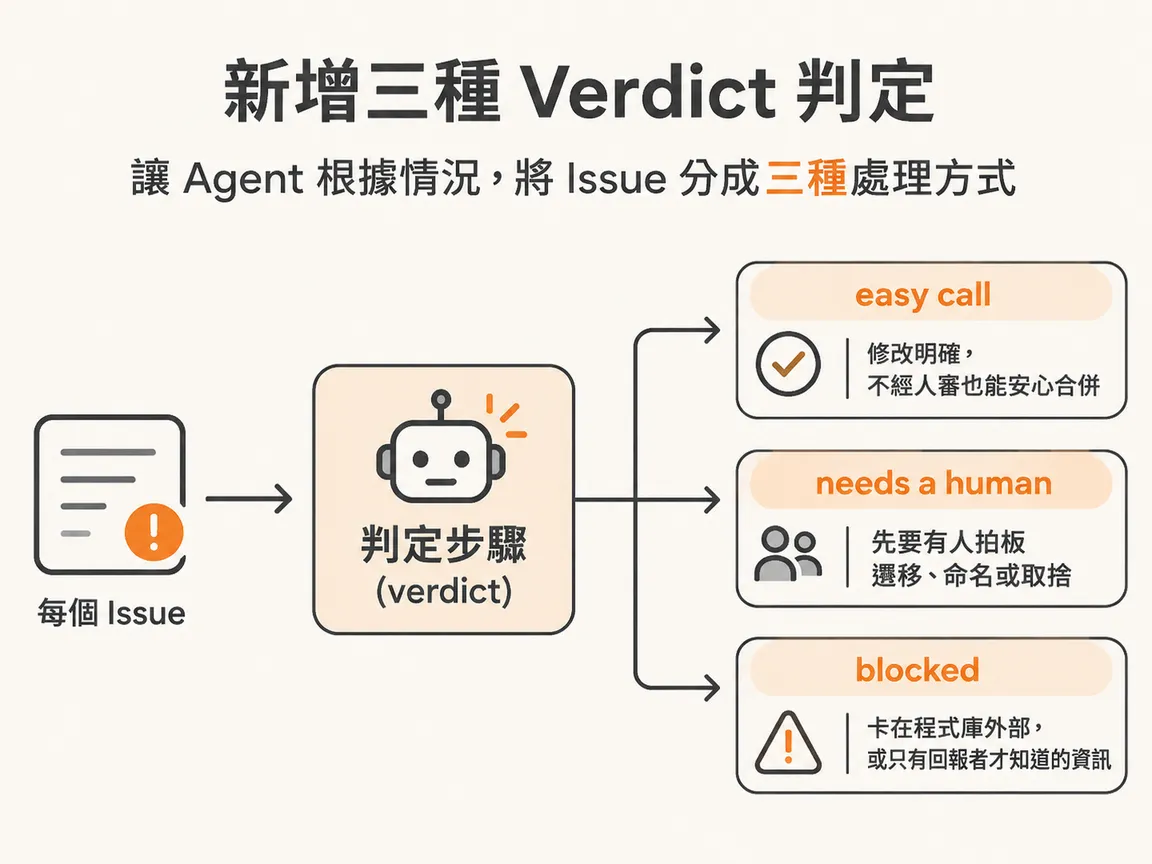 新增三種 Verdict 判定
讓 Agent 根據情況，將 Issue 分成三種處理方式
每個 Issue
判定步驟
(verdict)
easy call
修改明確，
不經人審也能安心合併
needs a human
先要有人拍板
遷移、命名或取捨
blocked
卡在程式庫外部，
或只有回報者才知道的資訊